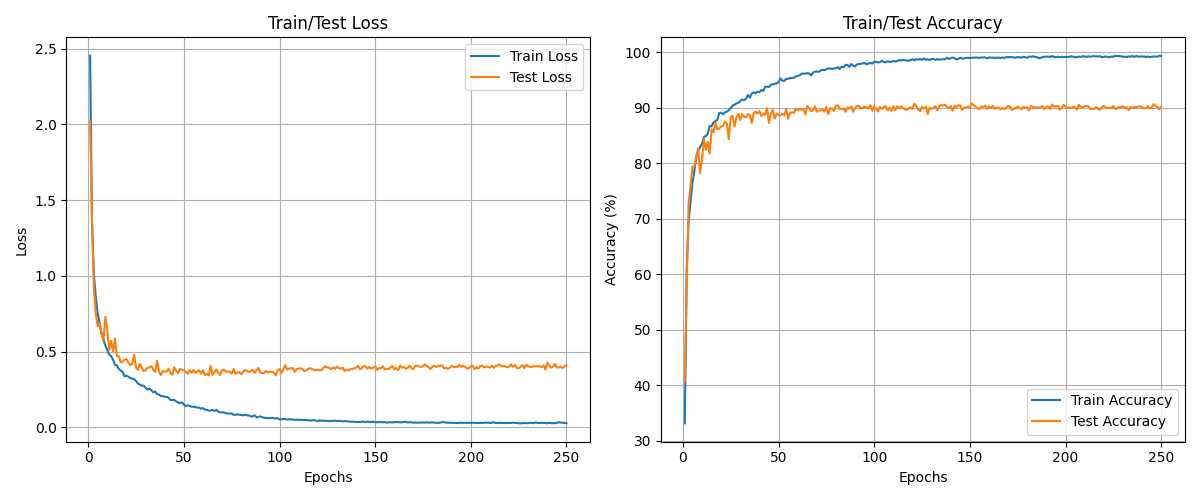 Train/Test Loss
2.5
2.0
1.5
1.0
0.5
0.0
Loss
0 50 100 150 200 250
Epochs
Train Loss
Test Loss
Train/Test Accuracy
100
90
80
70
60
50
40
30
Accuracy (%)
0 50 100 150 200 250
Epochs
Train Accuracy
Test Accuracy